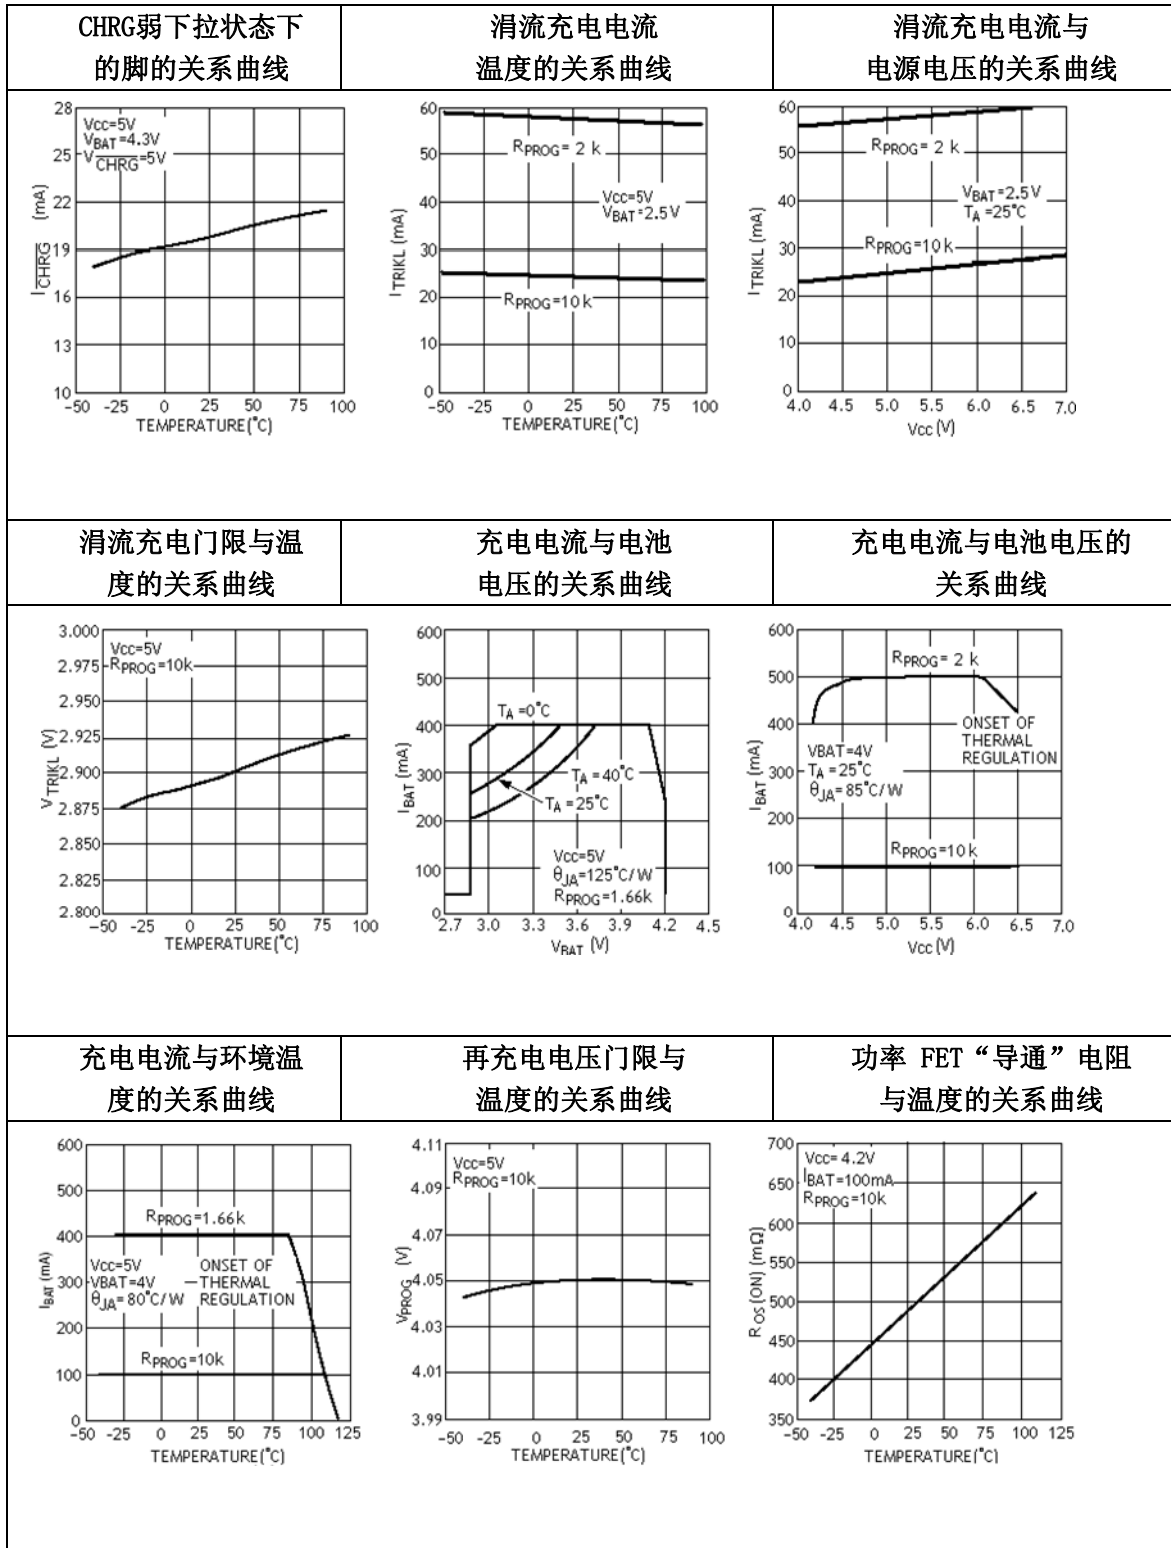 CHRG弱下拉状态下
的脚的关系曲线
涓流充电电流
温度的关系曲线
涓流充电电流与
电源电压的关系曲线
28
25
22
19
16
13
10
I CHRG (mA)
Vcc=5V
VBAT=4.3V
VCHRG=5V
-50 -25 0 25 50 75 100
TEMPERATURE(°C)
60
50
40
30
20
10
0
ITRIKL (mA)
RPROG=2 k
Vcc=5V
VBAT=2.5V
RPROG=10k
-50 -25 0 25 50 75 100
TEMPERATURE(°C)
60
50
40
30
20
10
0
ITRIKL (mA)
RPROG=2 k
VBAT=2.5V
TA=25°C
RPROG=10k
4.0 4.5 5.0 5.5 6.0 6.5 7.0
Vcc(V)
涓流充电门限与温
度的关系曲线
充电电流与电池
电压的关系曲线
充电电流与电池电压的
关系曲线
3.000
2.975
2.950
2.925
2.900
2.875
2.850
2.825
2.800
VTRIKL (V)
Vcc=5V
RPROG=10k
-50 -25 0 25 50 75 100
TEMPERATURE(°C)
600
500
400
300
200
100
0
IBAT(mA)
TA=0°C
TA=40°C
TA=25°C
Vcc=5V
θJA=125°C/W
RPROG=1.66k
2.7 3.0 3.3 3.6 3.9 4.2 4.5
VBAT (V)
600
500
400
300
200
100
0
IBAT(mA)
RPROG= 2 k
ONSET OF
THERMAL
REGULATION
VBAT=4V
TA=25°C
θJA=85°C/W
RPROG=10k
4.0 4.5 5.0 5.5 6.0 6.5 7.0
Vcc(V)
充电电流与环境温
度的关系曲线
再充电电压门限与
温度的关系曲线
功率 FET“导通”电阻
与温度的关系曲线
600
500
400
300
200
100
0
IBAT(mA)
RPROG=1.66k
Vcc=5V
VBAT=4V
θJA=80°C/W
ONSET OF
THERMAL
REGULATION
RPROG=10k
-50 -25 0 25 50 75 100 125
TEMPERATURE(°C)
4.11
4.09
4.07
4.05
4.03
4.01
3.99
VPROG (V)
Vcc=5V
RPROG=10k
-50 -25 0 25 50 75 100
TEMPERATURE(°C)
700
650
600
550
500
450
400
350
ROS(ON)(mΩ)
Vcc=4.2V
IBAT=100mA
RPROG=10k
-50 -25 0 25 50 75 100 125
TEMPERATURE(°C)